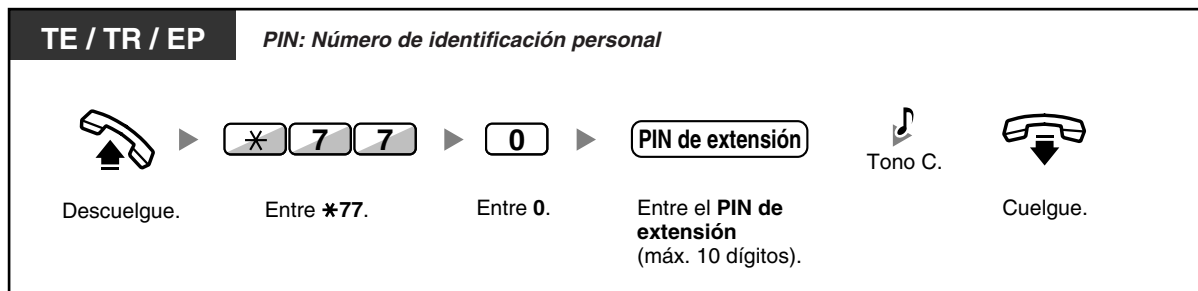 TE / TR / EP
PIN: Número de identificación personal
* 7 7
0
PIN de extensión
Tono C.
Descuelgue.
Entre *77.
Entre 0.
Entre el PIN de
extensión
(máx. 10 dígitos).
Cuelgue.